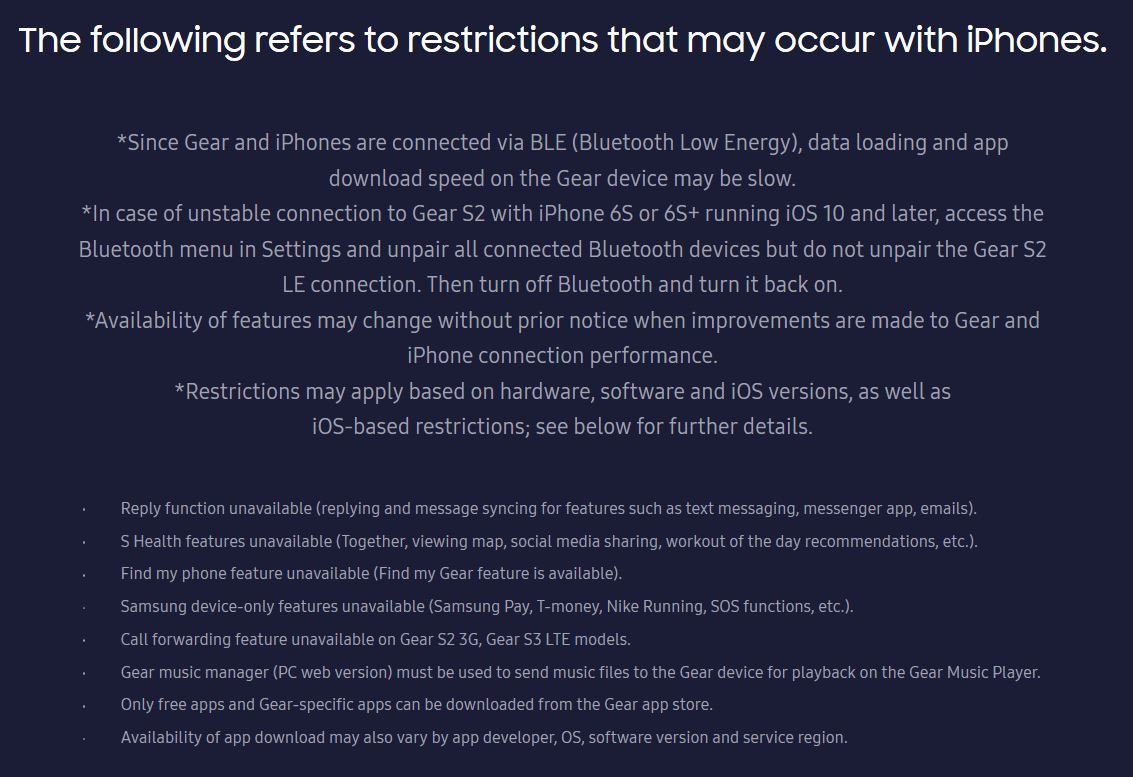 The following refers to restrictions that may occur with iPhones.
*Since Gear and iPhones are connected via BLE (Bluetooth Low Energy), data loading and app
download speed on the Gear device may be slow.
*In case of unstable connection to Gear S2 with iPhone 6S or 6S+ running iOS 10 and later, access the
Bluetooth menu in Settings and unpair all connected Bluetooth devices but do not unpair the Gear S2
LE connection. Then turn off Bluetooth and turn it back on.
*Availability of features may change without prior notice when improvements are made to Gear and
iPhone connection performance.
*Restrictions may apply based on hardware, software and iOS versions, as well as
iOS-based restrictions; see below for further details.
· Reply function unavailable (replying and message syncing for features such as text messaging, messenger app, emails).
· S Health features unavailable (Together, viewing map, social media sharing, workout of the day recommendations, etc.).
· Find my phone feature unavailable (Find my Gear feature is available).
· Samsung device-only features unavailable (Samsung Pay, T-money, Nike Running, SOS functions, etc.).
· Call forwarding feature unavailable on Gear S2 3G, Gear S3 LTE models.
· Gear music manager (PC web version) must be used to send music files to the Gear device for playback on the Gear Music Player.
· Only free apps and Gear-specific apps can be downloaded from the Gear app store.
· Availability of app download may also vary by app developer, OS, software version and service region.